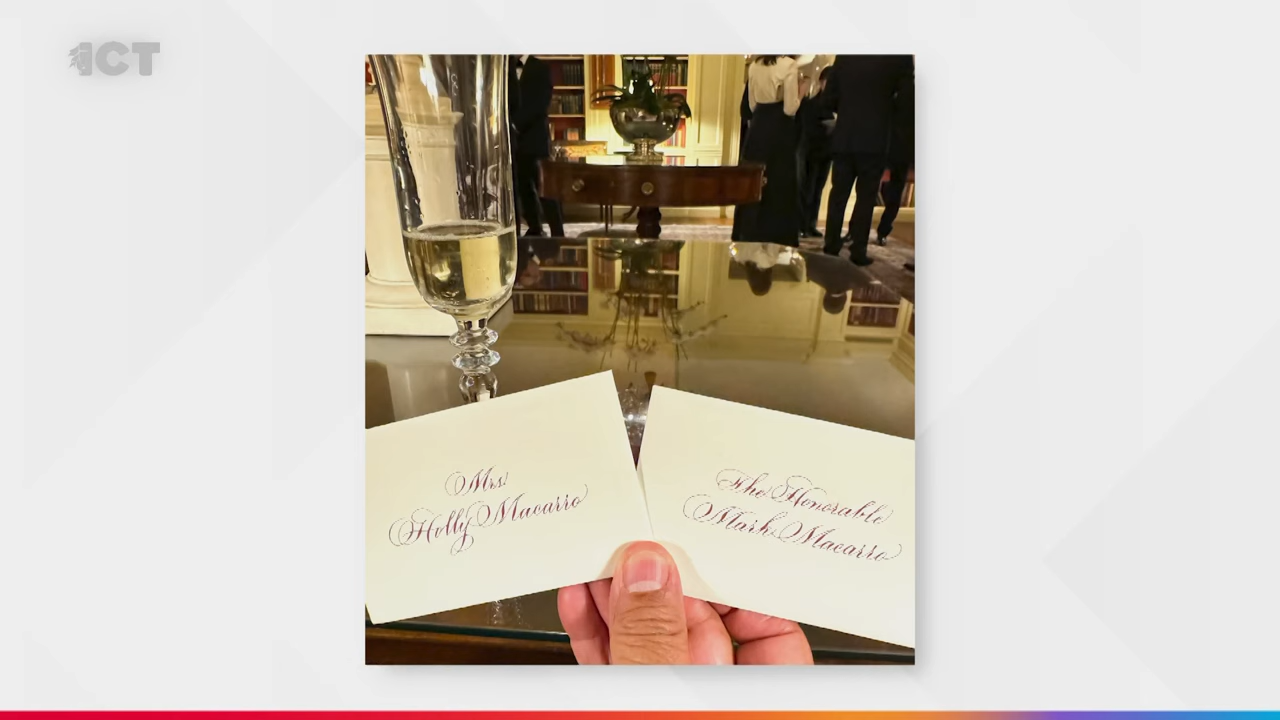 ICT
Mrs.
Holly Macarro
The Honorable
Mark Macarro